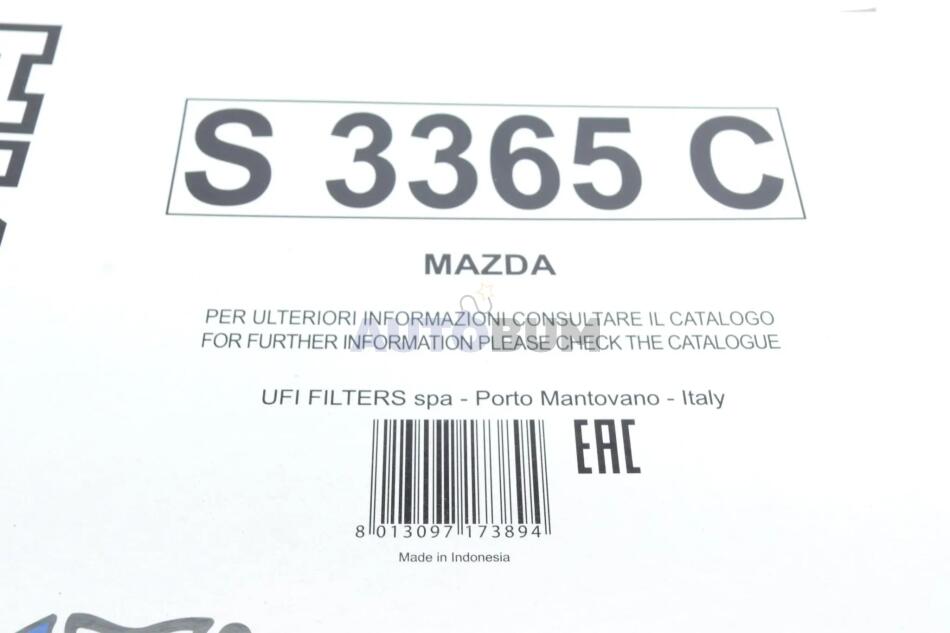 S 3365 C
MAZDA
PER ULTERIORI INFORMAZIONI CONSULTARE IL CATALOGO
AUTOBUM
FOR FURTHER INFORMATION PLEASE CHECK THE CATALOGUE
UFI FILTERS spa - Porto Mantovano - Italy
EAC
8 013097 173894
Made in Indonesia